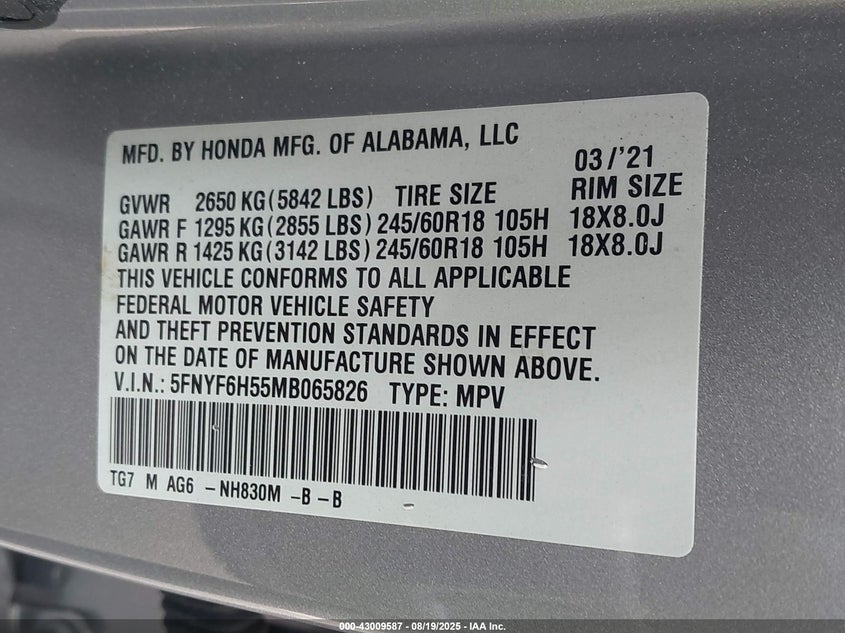 MFD. BY HONDA MFG. OF ALABAMA, LLC
03/'21
GVWR 2650 KG(5842 LBS) TIRE SIZE RIM SIZE
GAWR F 1295 KG(2855 LBS) 245/60R18 105H 18X8.0J
GAWR R 1425 KG(3142 LBS) 245/60R18 105H 18X8.0J
THIS VEHICLE CONFORMS TO ALL APPLICABLE
FEDERAL MOTOR VEHICLE SAFETY
AND THEFT PREVENTION STANDARDS IN EFFECT
ON THE DATE OF MANUFACTURE SHOWN ABOVE.
V.I.N.: 5FNYF6H55MB065826 TYPE: MPV
TG7 M AG6 -NH830M -B -B
000-43009587 - 08/19/2025 - IAA Inc.